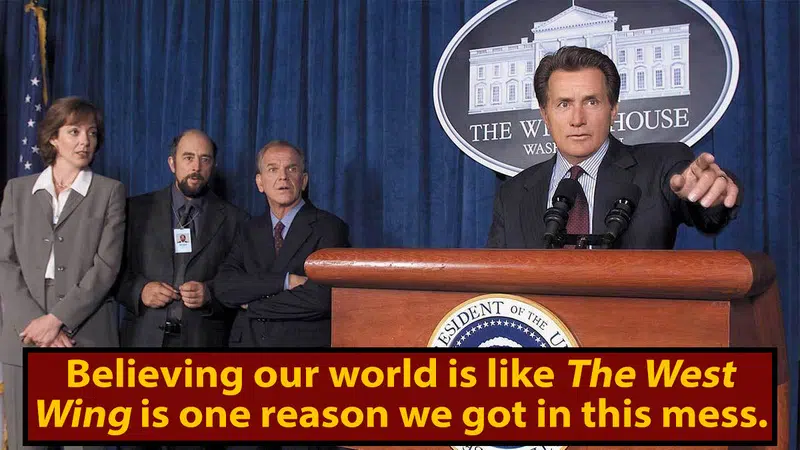 THE W
HOUSE
WAS
ESIDENT OF THE U
Believing our world is like The West
Wing is one reason we got in this mess.